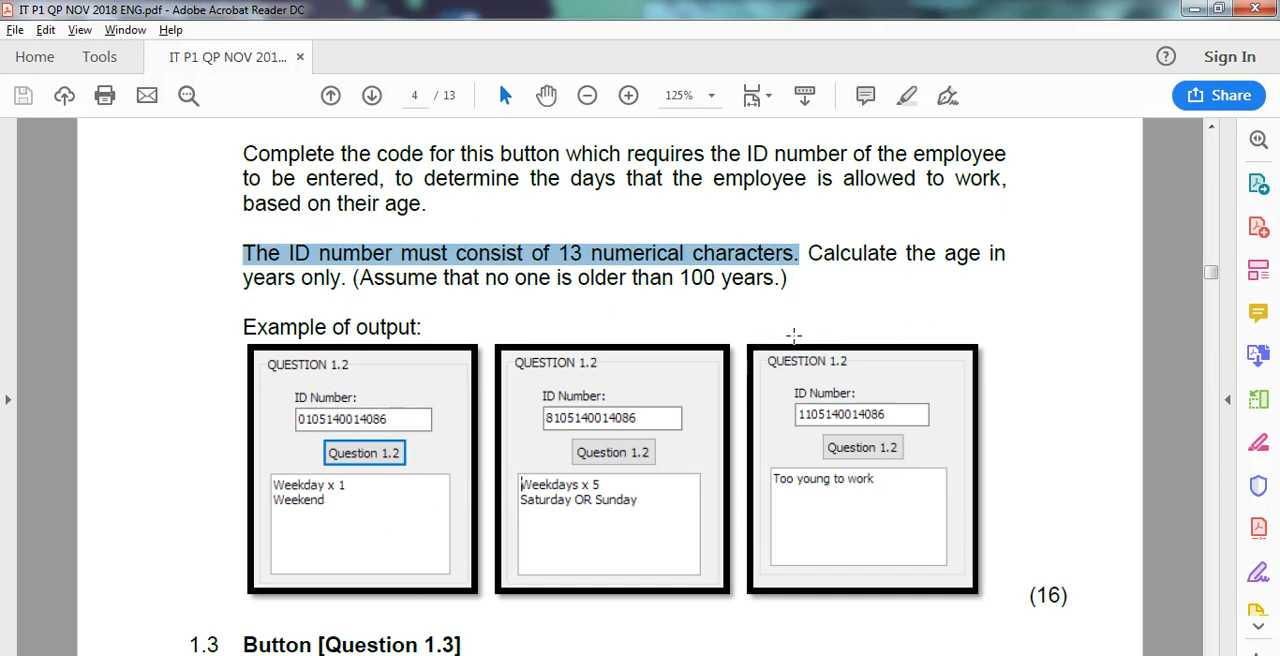 IT P1 QP NOV 2018 ENG.pdf - Adobe Acrobat Reader DC
File Edit View Window Help
Home Tools IT P1 QP NOV 201... × Sign In
4 / 13 125% Share
Complete the code for this button which requires the ID number of the employee
to be entered, to determine the days that the employee is allowed to work,
based on their age.
The ID number must consist of 13 numerical characters. Calculate the age in
years only. (Assume that no one is older than 100 years.)
Example of output:
QUESTION 1.2
ID Number:
0105140014086
Question 1.2
Weekday x 1
Weekend
QUESTION 1.2
ID Number:
8105140014086
Question 1.2
Weekdays x 5
Saturday OR Sunday
QUESTION 1.2
ID Number:
1105140014086
Question 1.2
Too young to work
(16)
1.3 Button [Question 1.3]